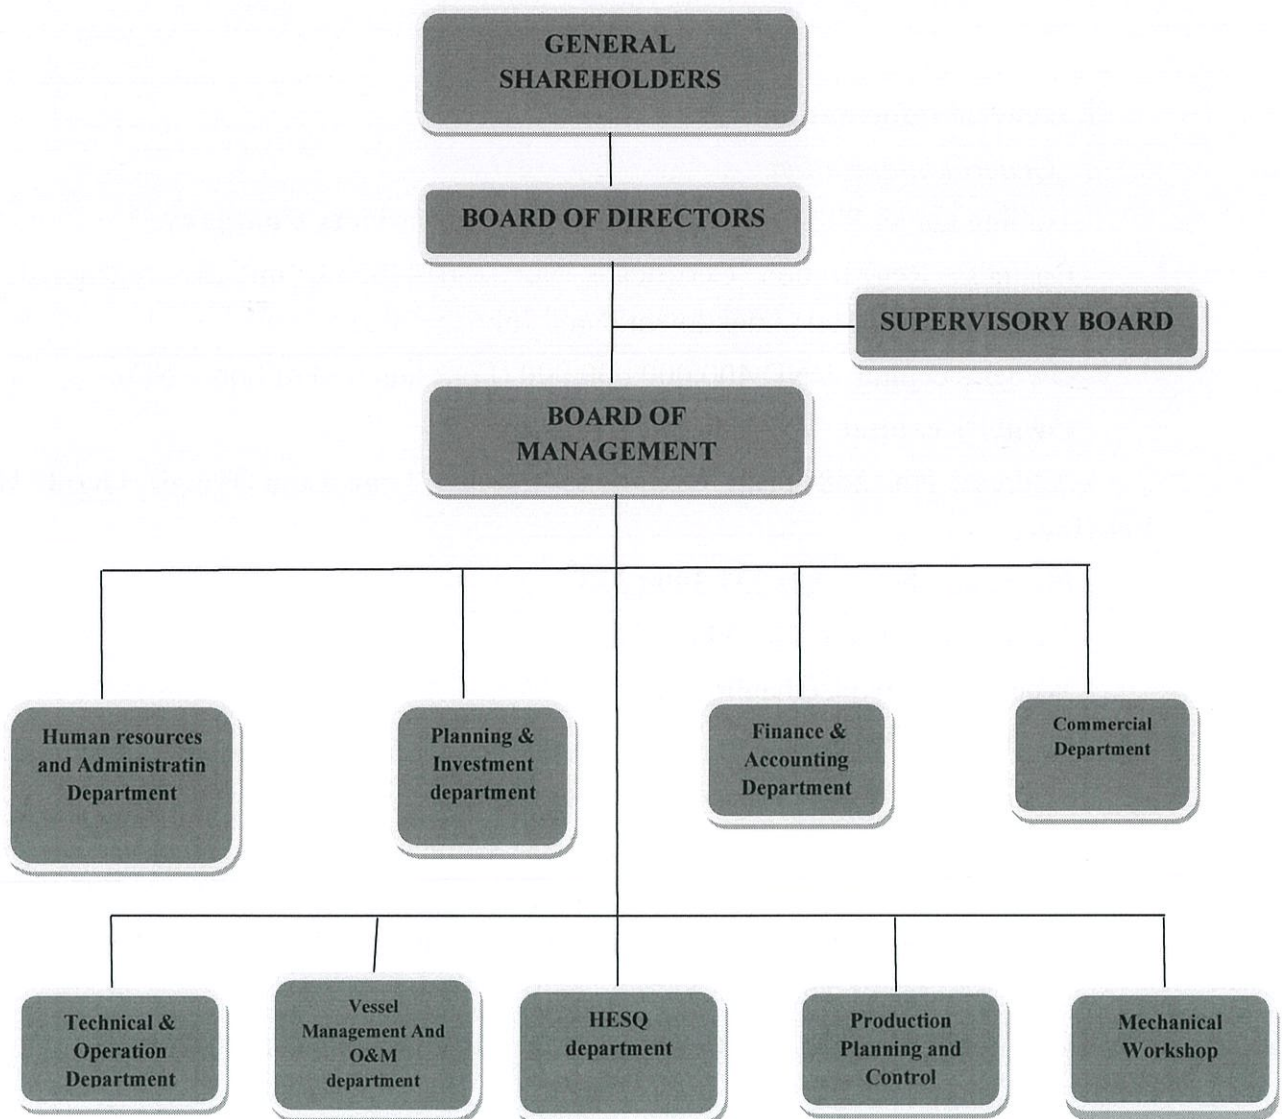 GENERAL
SHAREHOLDERS
BOARD OF DIRECTORS
SUPERVISORY BOARD
BOARD OF
MANAGEMENT
Human resources
and Administratin
Department
Planning &
Investment
department
Finance &
Accounting
Department
Commercial
Department
Technical &
Operation
Department
Vessel
Management And
O&M
department
HESQ
department
Production
Planning and
Control
Mechanical
Workshop